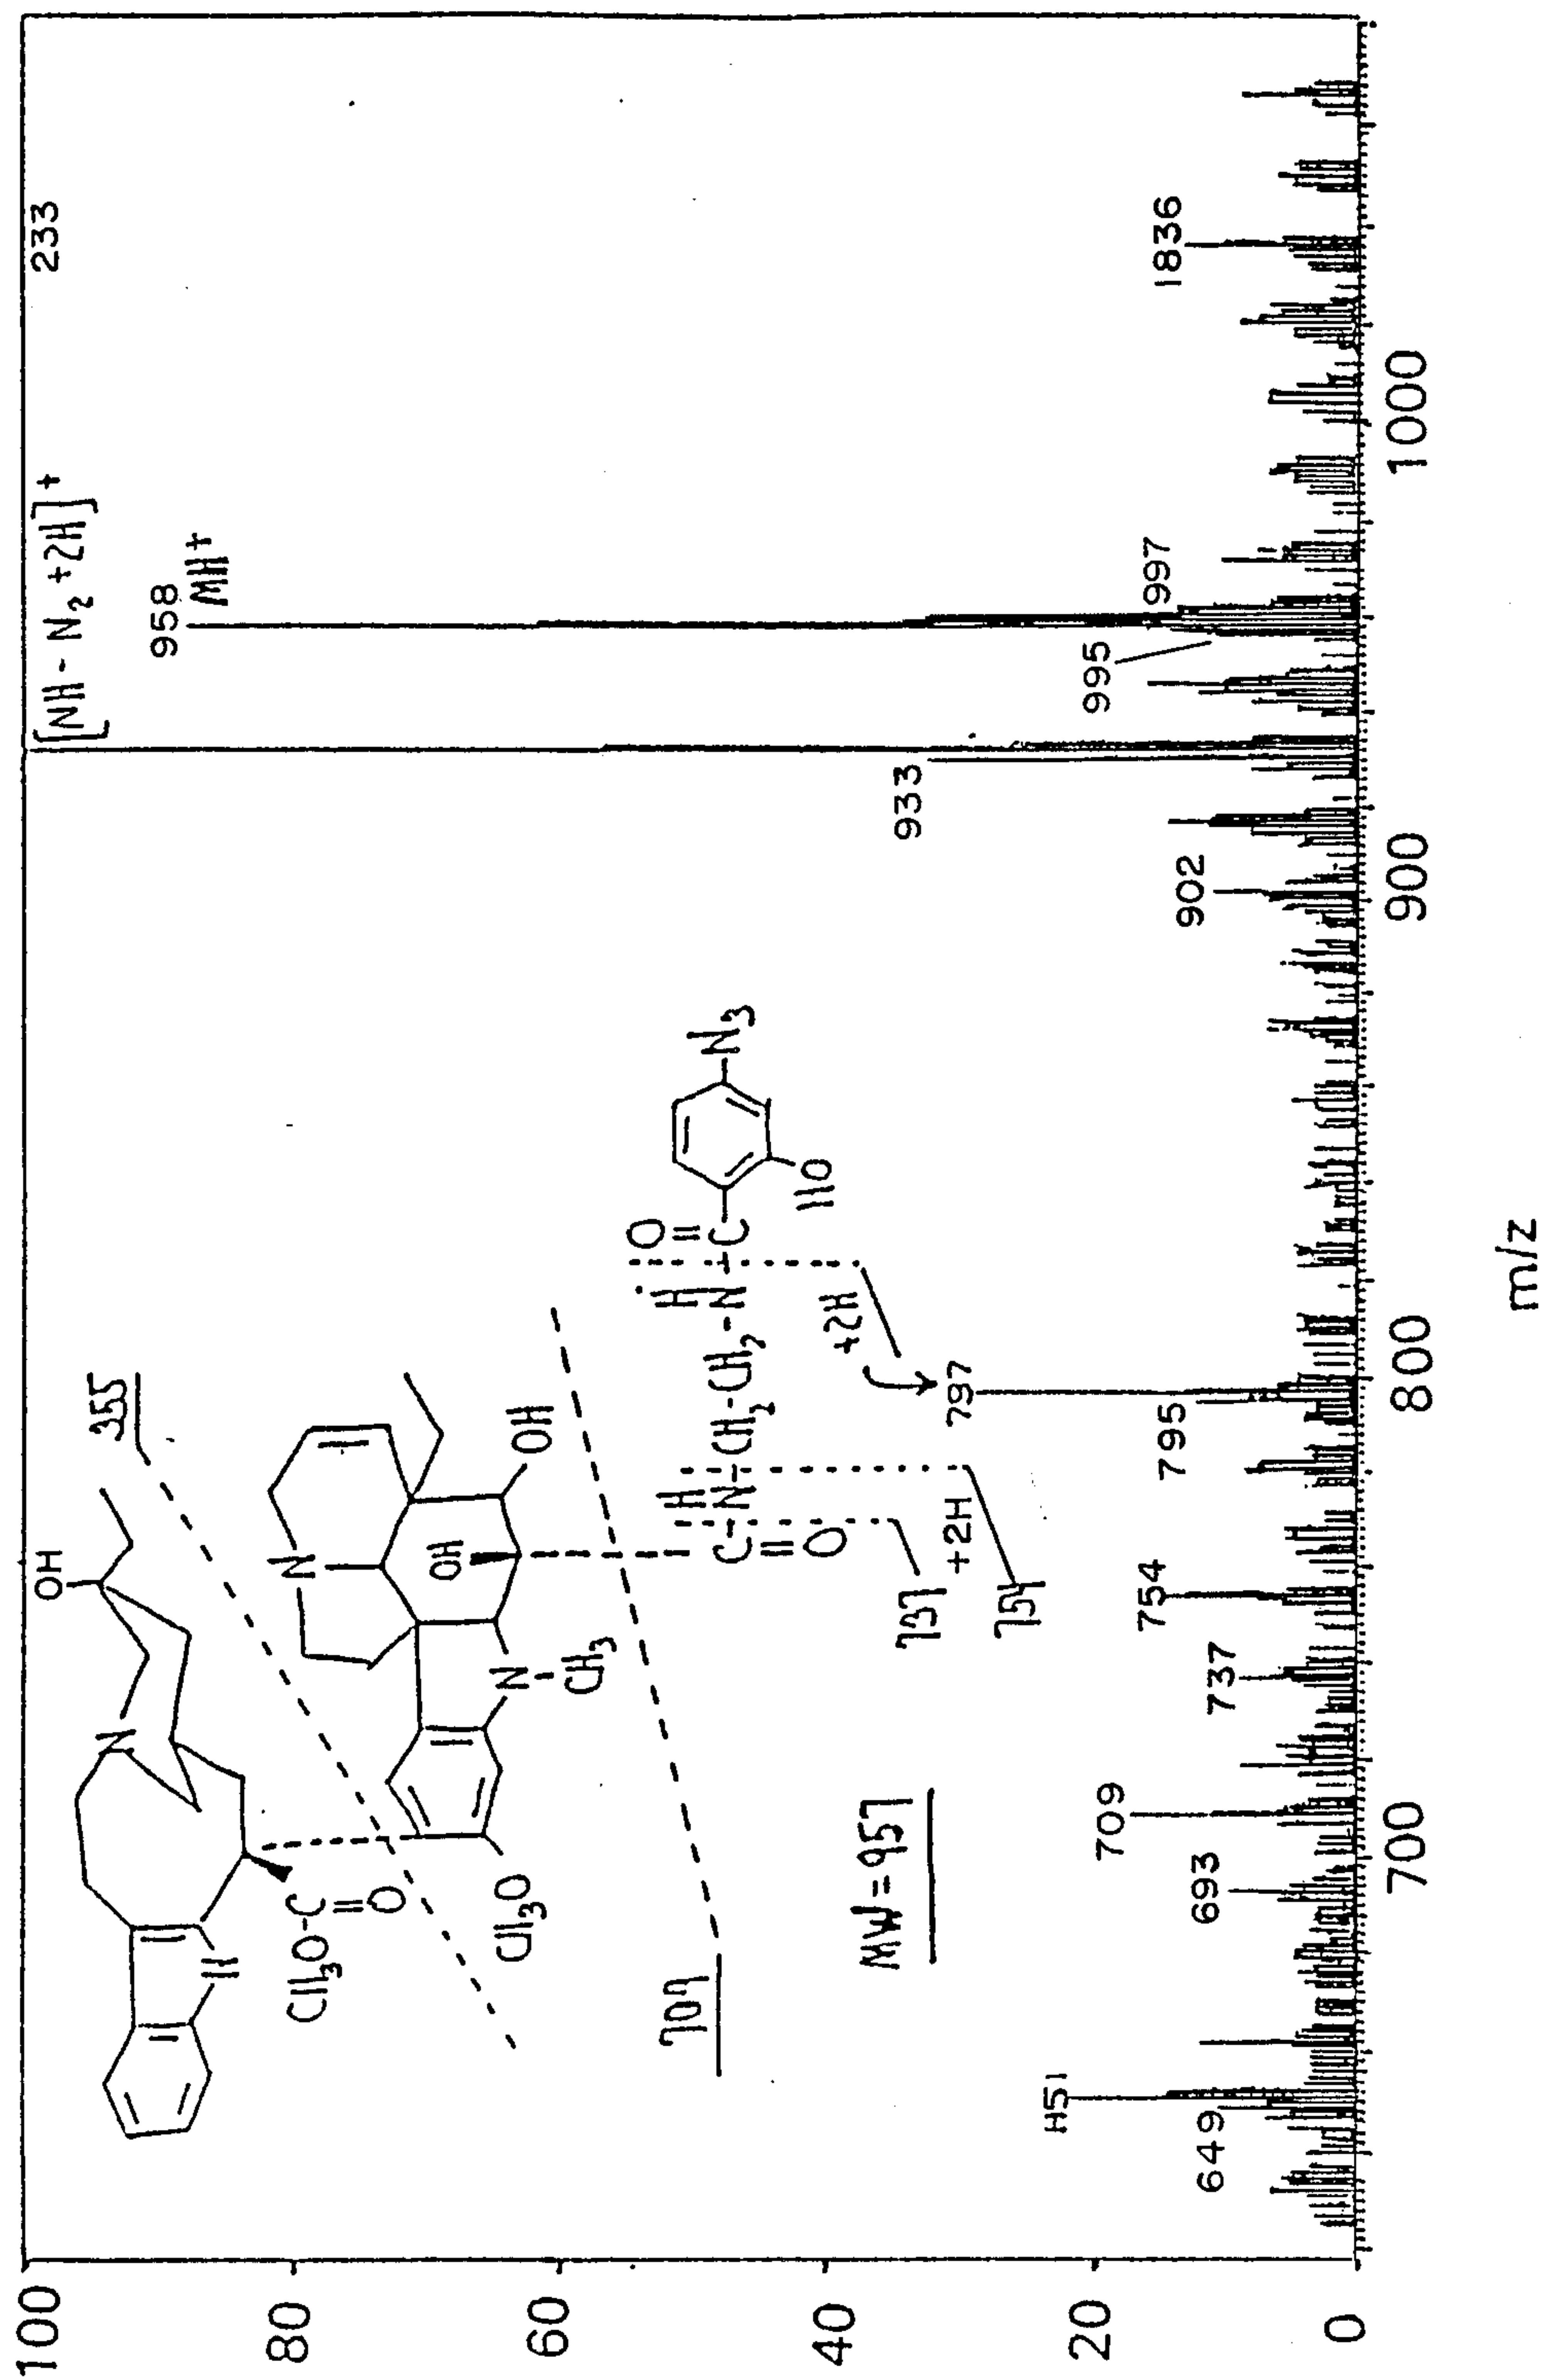 100
80
60
40
20
0
[NH - N2 + 2H]+
958
MH+
233
355
OH
N
N
OH
OH
N
CH3
H
CH3O-C
O
CH3O
709
MW = 957
C-N-CH2-CH2-N-C
H
O
H
O
HO
N3
737
+2H
754
+2H
797
H51
649
693
709
737
754
795
902
933
995
997
1836
700
800
900
1000
m/z